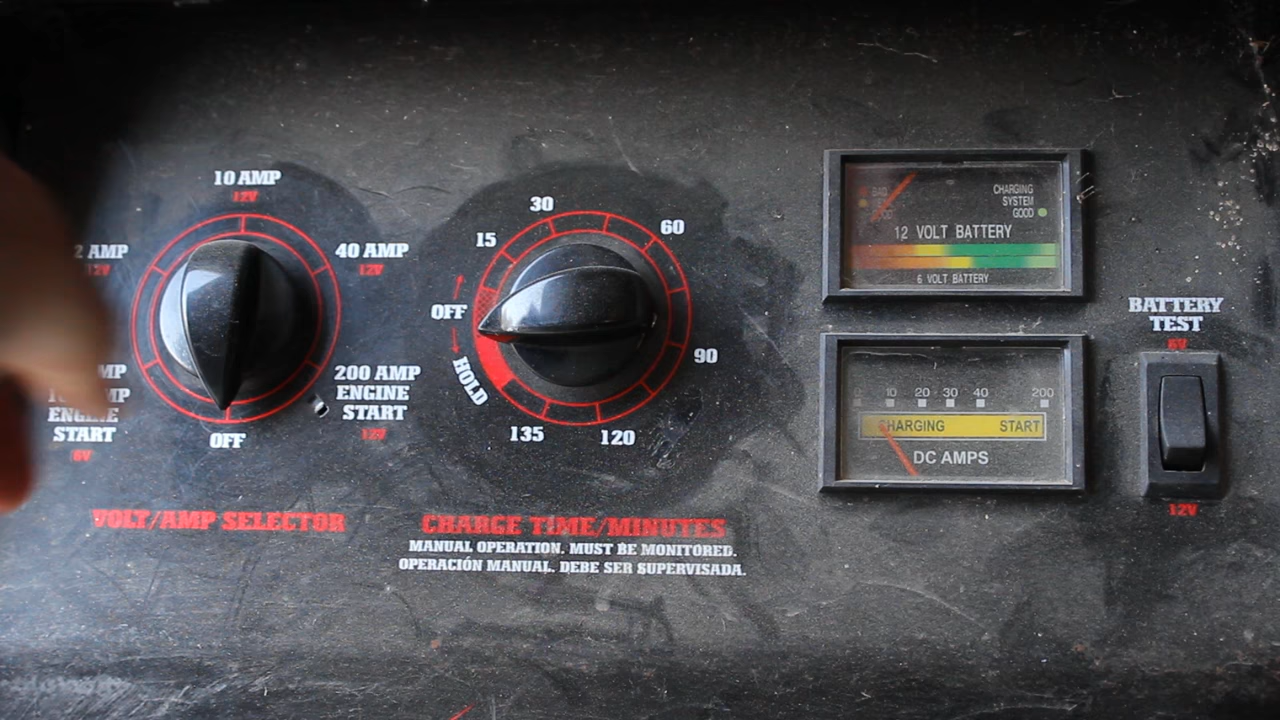 10 AMP
12V
2 AMP
12V
40 AMP
12V
200 AMP
ENGINE
START
12V
ENGINE
START
6V
OFF
VOLT/AMP SELECTOR
30
15
60
OFF
HOLD
90
135
120
CHARGE TIME/MINUTES
MANUAL OPERATION. MUST BE MONITORED.
OPERACIÓN MANUAL. DEBE SER SUPERVISADA.
BAD
CHARGING
SYSTEM
GOOD
12 VOLT BATTERY
6 VOLT BATTERY
10 20 30 40 200
CHARGING START
DC AMPS
BATTERY
TEST
6V
12V